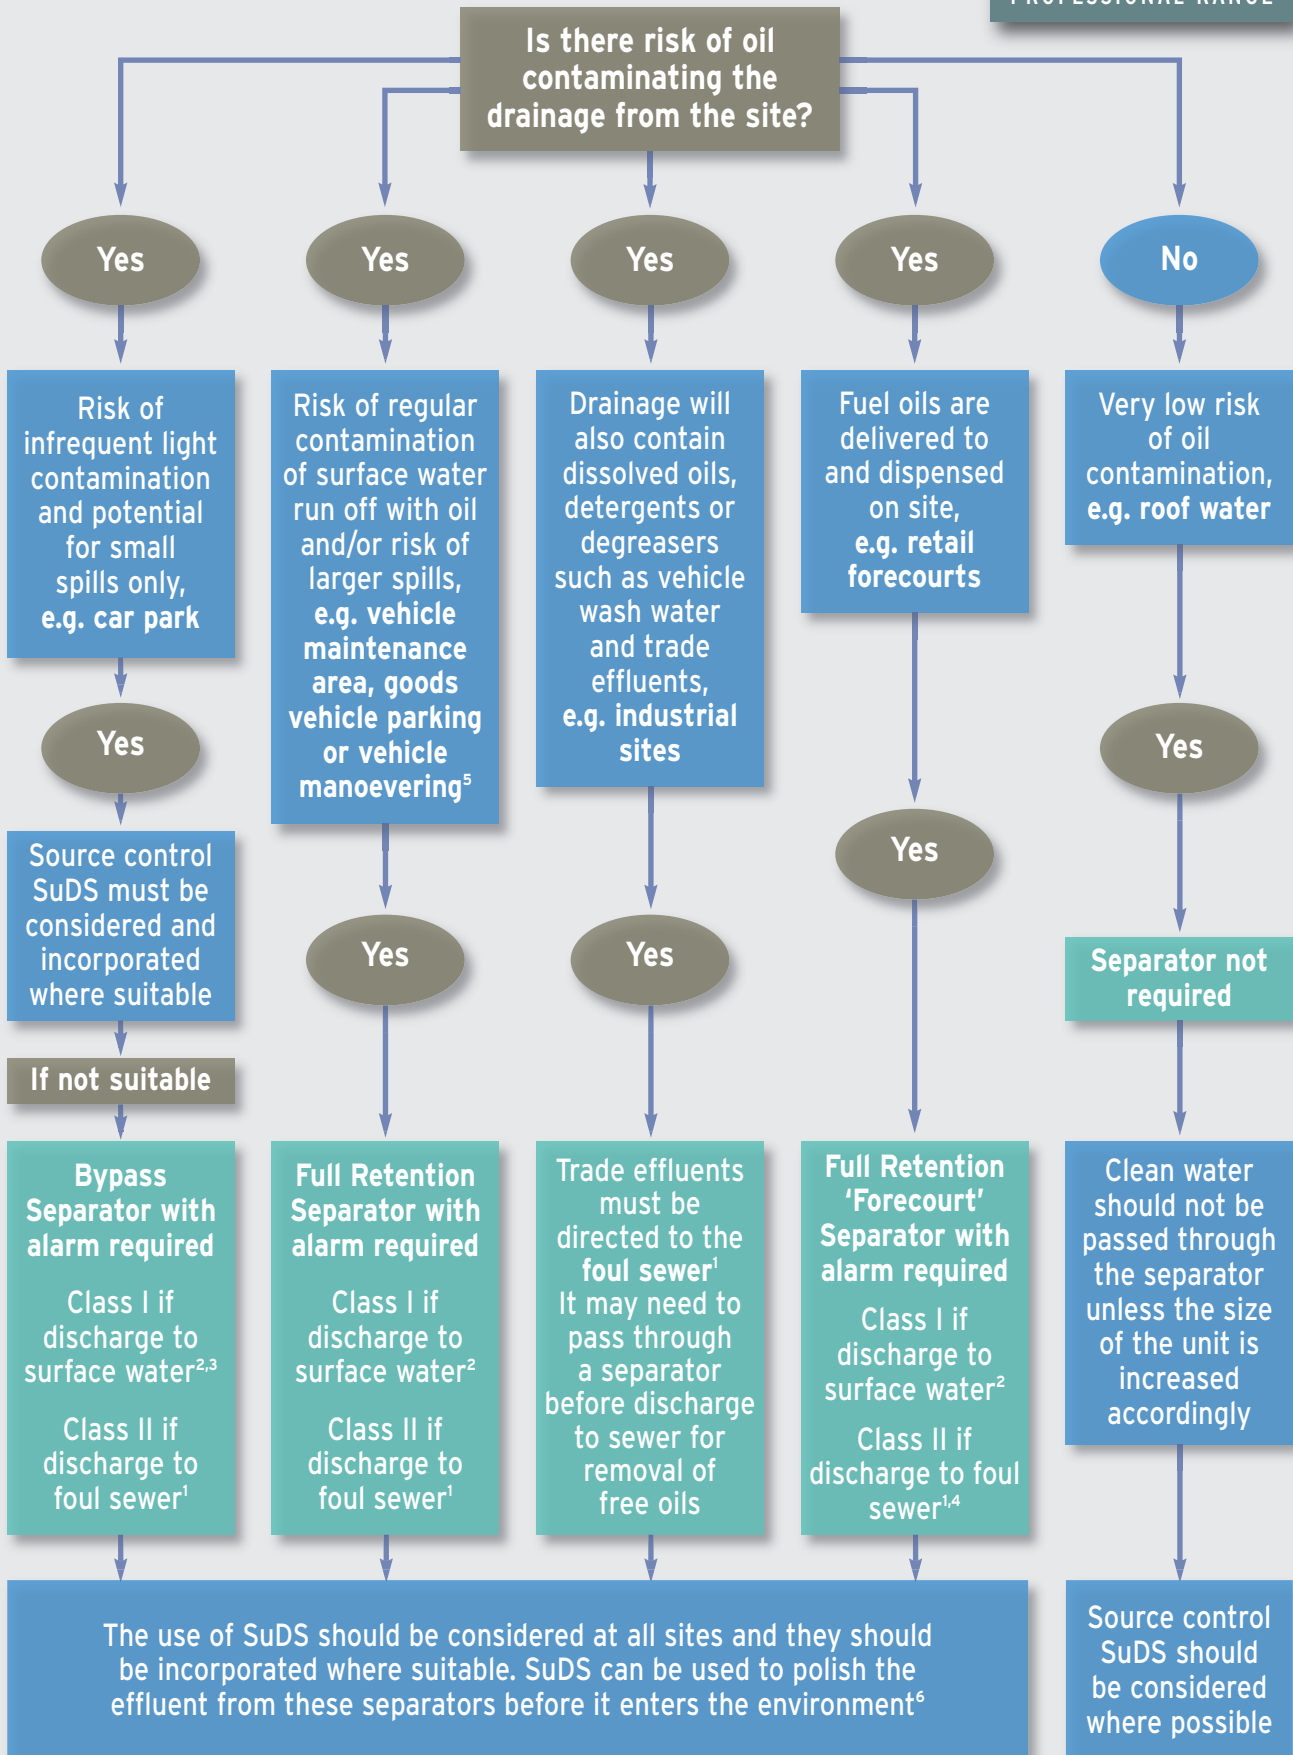 PROFESSIONAL RANGE
Is there risk of oil
contaminating the
drainage from the site?
Yes
Yes
Yes
Yes
No
Risk of
infrequent light
contamination
and potential
for small
spills only,
e.g. car park
Yes
Source control
SuDS must be
considered and
incorporated
where suitable
If not suitable
Bypass
Separator with
alarm required
Class I if
discharge to
surface water2,3
Class II if
discharge to
foul sewer1
Risk of regular
contamination
of surface water
run off with oil
and/or risk of
larger spills,
e.g. vehicle
maintenance
area, goods
vehicle parking
or vehicle
manoevering5
Yes
Full Retention
Separator with
alarm required
Class I if
discharge to
surface water2
Class II if
discharge to
foul sewer1
Drainage will
also contain
dissolved oils,
detergents or
degreasers
such as vehicle
wash water
and trade
effluents,
e.g. industrial
sites
Yes
Trade effluents
must be
directed to the
foul sewer1
It may need to
pass through
a separator
before discharge
to sewer for
removal of
free oils
Fuel oils are
delivered to
and dispensed
on site,
e.g. retail
forecourts
Yes
Full Retention
‘Forecourt’
Separator with
alarm required
Class I if
discharge to
surface water2
Class II if
discharge to foul
sewer1,4
Very low risk
of oil
contamination,
e.g. roof water
Yes
Separator not
required
Clean water
should not be
passed through
the separator
unless the size
of the unit is
increased
accordingly
The use of SuDS should be considered at all sites and they should
be incorporated where suitable. SuDS can be used to polish the
effluent from these separators before it enters the environment6
Source control
SuDS should
be considered
where possible